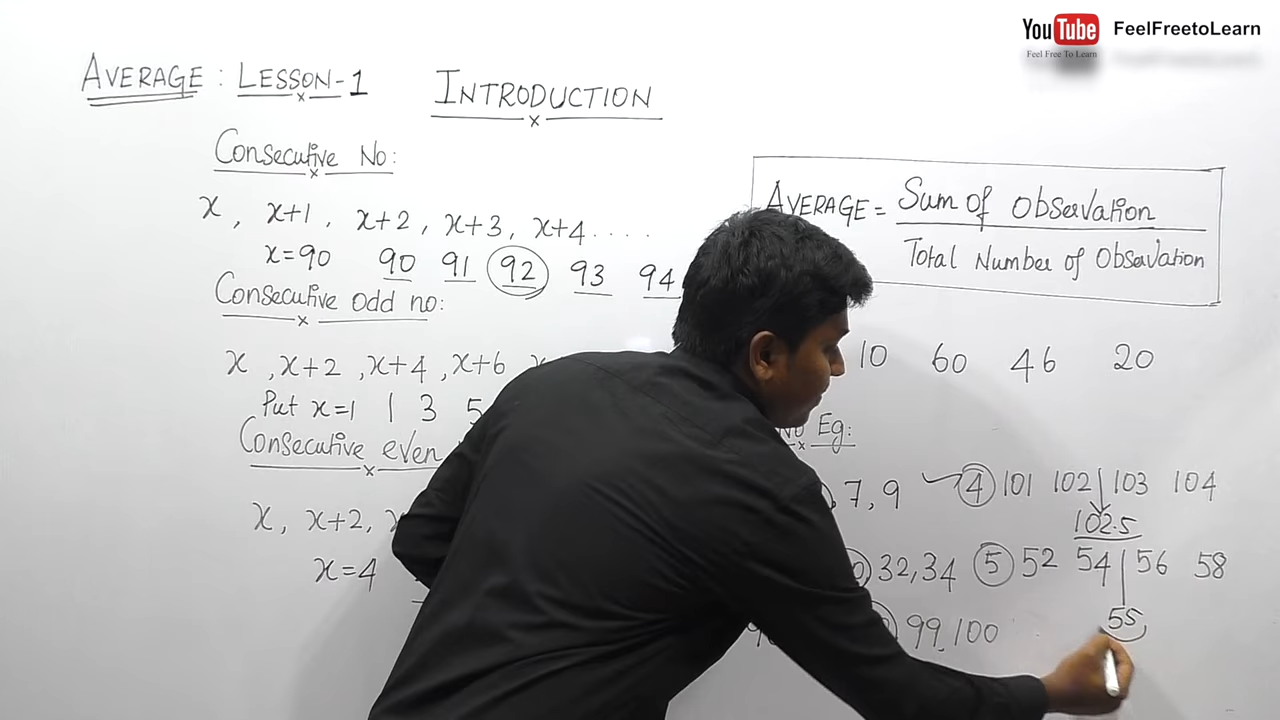 YouTube FeelFreetoLearn
Feel Free To Learn
AVERAGE : LESSON-1 INTRODUCTION
Consecutive No:
x , x+1 , x+2 , x+3 , x+4 ....
x=90 90 91 92 93 94
Consecutive odd no:
x , x+2 , x+4 , x+6
Put x=1 1 3 5
Consecutive even
x, x+2,
x=4
AVERAGE = Sum of Observation
Total Number of Observation
10 60 46 20
Eg:
7, 9 4 101 102 103 104
102.5
32, 34 5 52 54 56 58
55
99, 100